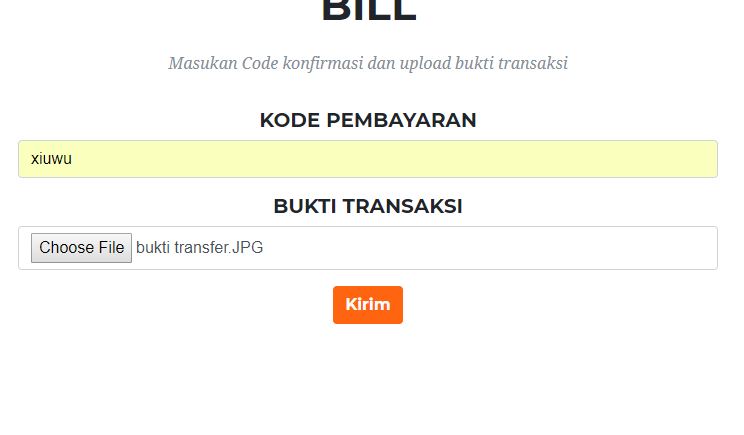 BILL
Masukan Code konfirmasi dan upload bukti transaksi
KODE PEMBAYARAN
xiuwu
BUKTI TRANSAKSI
Choose File bukti transfer.JPG
Kirim